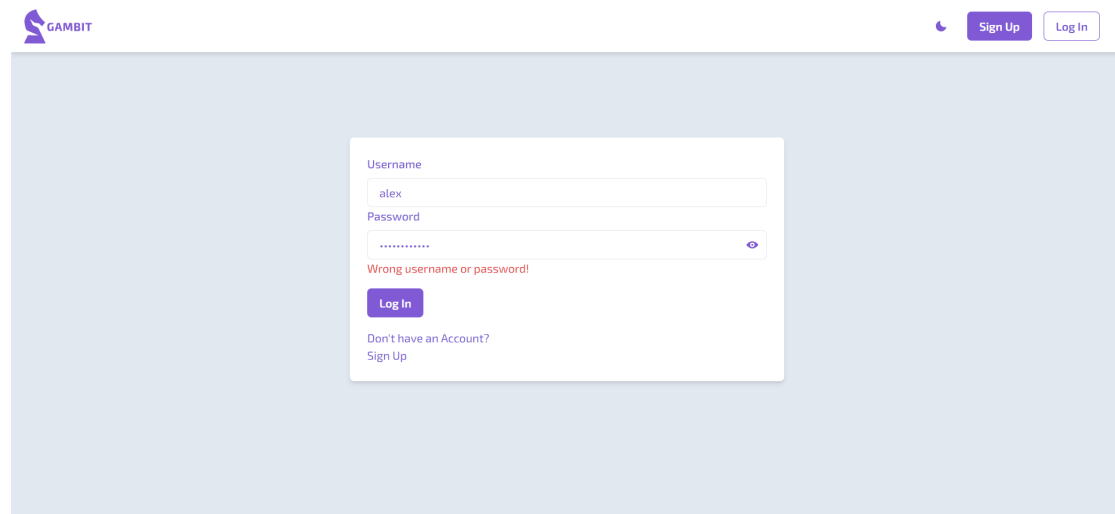 GAMBIT
Sign Up
Log In
Username
alex
Password
••••••••••••
Wrong username or password!
Log In
Don't have an Account?
Sign Up